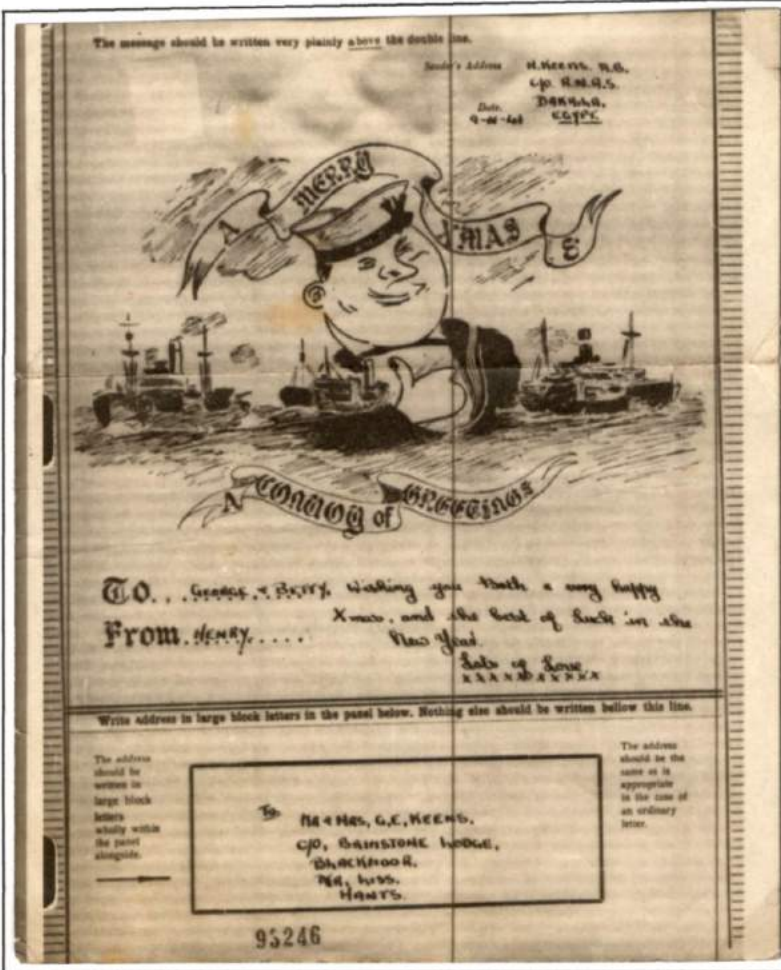 The message should be written very plainly above the double line.
Sender's Address H. Keens. A.B.
C/O. R.N.A.S.
Date. DEKHEILA,
EGYPT.
A MERRY XMAS &
A CONVOY of GREETINGS
TO... GEORGE. & BETTY. Wishing you Both a very happy
Xmas, and the best of luck in the
From. HENRY..... New Year.
Lots of Love
x x x x x x x x x x
Write address in large block letters in the panel below. Nothing else should be written bellow this line.
The address
should be
written in
large block
letters
wholly within
the panel
alongside.
The address
should be the
same as is
appropriate
in the case of
an ordinary
letter.
To. MR & MRS, G.E, KEENS,
C/O, BRIMSTONE LODGE,
BLACKMOOR,
NR, LISS.
HANTS.
95246